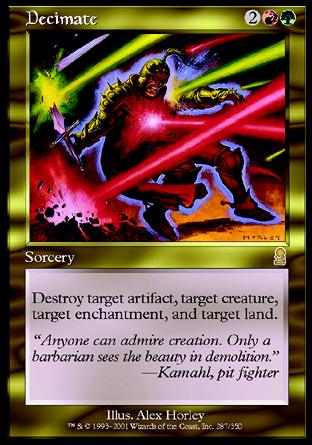 Decimate 2
HORLEY
Sorcery
Destroy target artifact, target creature,
target enchantment, and target land.
“Anyone can admire creation. Only a
barbarian sees the beauty in demolition.”
—Kamahl, pit fighter
Illus. Alex Horley
™ & © 1993–2001 Wizards of the Coast, Inc. 287/350